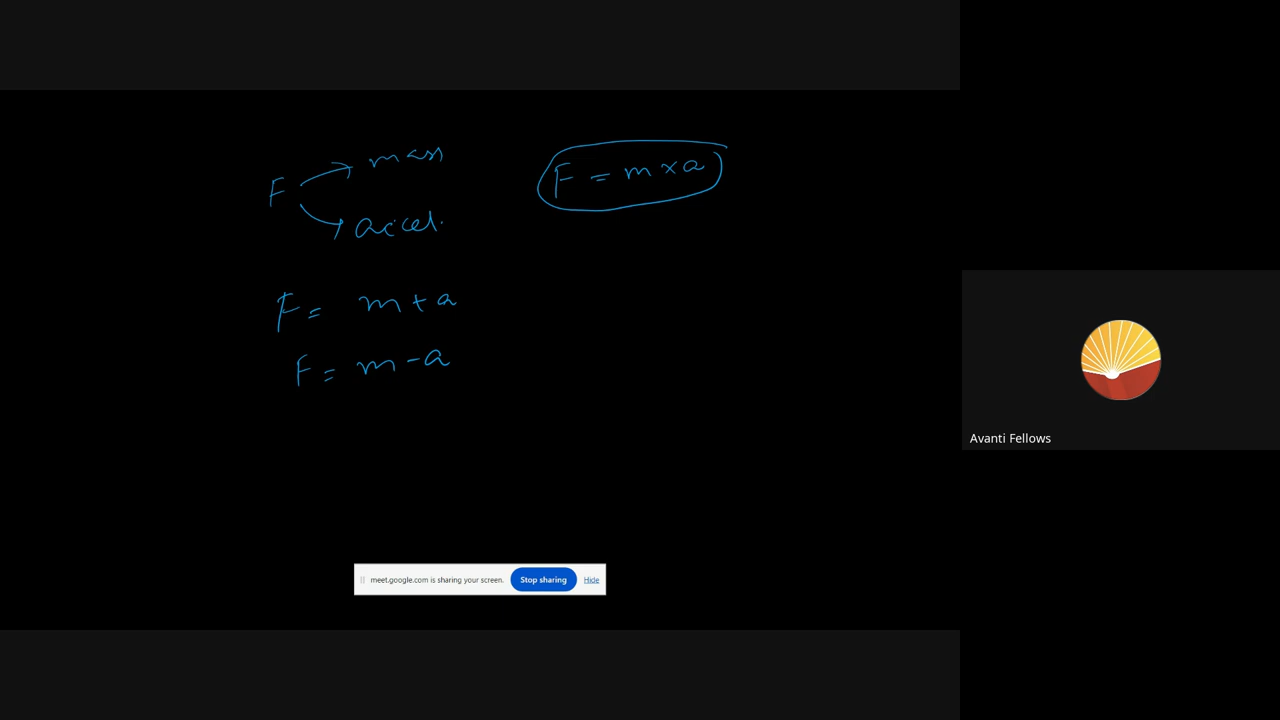 F → mass
→ accel.
F = m × a
F = m + a
F = m - a
meet.google.com is sharing your screen. Stop sharing Hide
Avanti Fellows